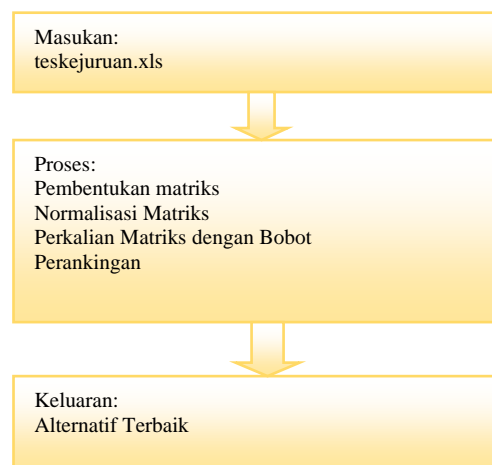 Masukan:
teskejuruan.xls
Proses:
Pembentukan matriks
Normalisasi Matriks
Perkalian Matriks dengan Bobot
Perankingan
Keluaran:
Alternatif Terbaik